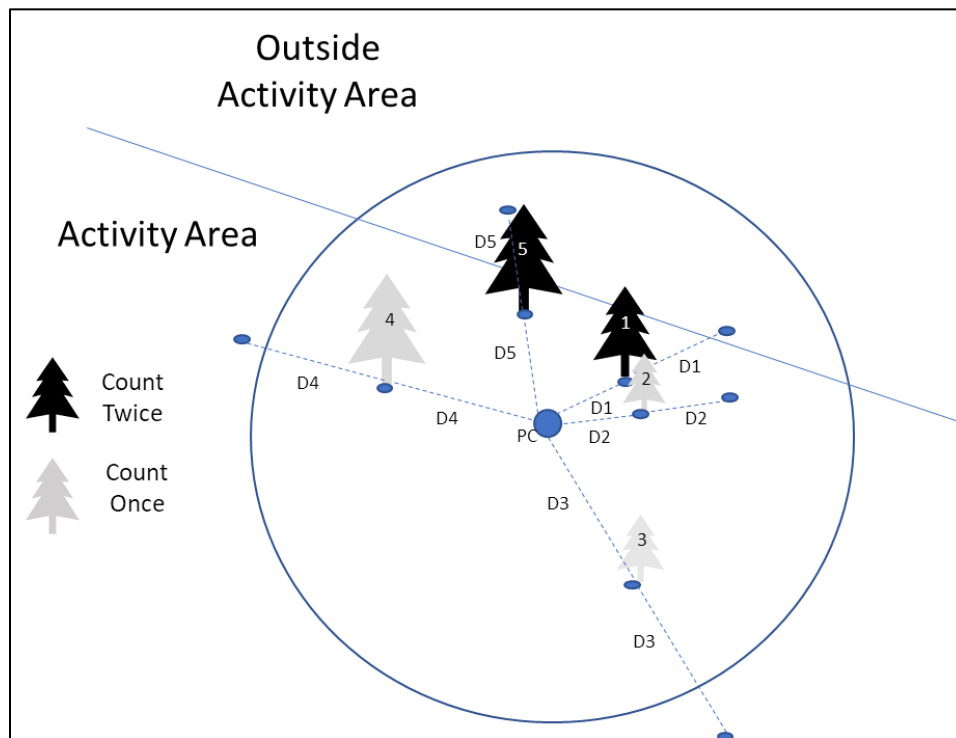 Outside
Activity Area
Activity Area
D5
5
4
1
D5
D1
2
D4
D1
D4
D2
D2
PC
D3
3
D3
Count
Twice
Count
Once